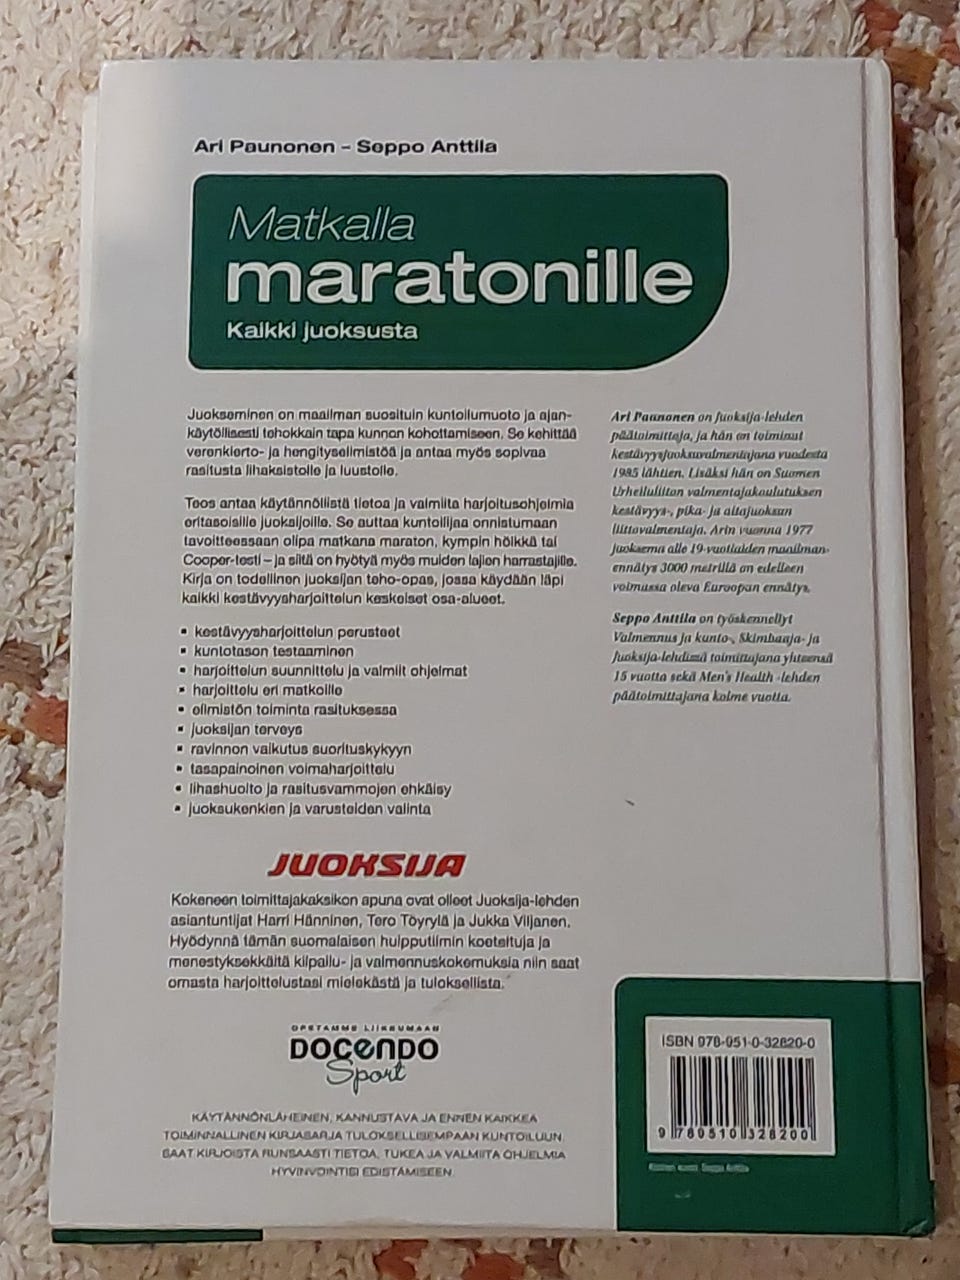 Ari Paunonen – Seppo Anttila
Matkalla
maratonille
Kaikki juoksusta
Juokseminen on maailman suosituin kuntoilumuoto ja ajan-
käytöllisesti tehokkain tapa kunnon kohottamiseen. Se kehittää
verenkierto- ja hengityselimistöä ja antaa myös sopivaa
rasitusta lihaksistolle ja luustolle.
Teos antaa käytännöllistä tietoa ja valmiita harjoitusohjelmia
eritasoisille juoksijoille. Se auttaa kuntoilijaa onnistumaan
tavoitteessaan olipa matkana maraton, kympin hölkkä tai
Cooper-testi – ja siitä on hyötyä myös muiden lajien harrastajille.
Kirja on todellinen juoksijan teho-opas, jossa käydään läpi
kaikki kestävyysharjoittelun keskeiset osa-alueet.
▪ kestävyysharjoittelun perusteet
▪ kuntotason testaaminen
▪ harjoittelun suunnittelu ja valmiit ohjelmat
▪ harjoittelu eri matkoille
▪ elimistön toiminta rasituksessa
▪ juoksijan terveys
▪ ravinnon vaikutus suorituskykyyn
▪ tasapainoinen voimaharjoittelu
▪ lihashuolto ja rasitusvammojen ehkäisy
▪ juoksukenkien ja varusteiden valinta
JUOKSIJA
Kokeneen toimittajakaksikon apuna ovat olleet Juoksija-lehden
asiantuntijat Harri Hänninen, Tero Töyrylä ja Jukka Viljanen.
Hyödynnä tämän suomalaisen huipputiimin koeteltuja ja
menestyksekkäitä kilpailu- ja valmennuskokemuksia niin saat
omasta harjoittelustasi mielekästä ja tuloksellista.
OPETAMME LIIKKUMAAN
DOCENDO
Sport
KÄYTÄNNÖNLÄHEINEN, KANNUSTAVA JA ENNEN KAIKKEA
TOIMINNALLINEN KIRJASARJA TULOKSELLISEMPAAN KUNTOILUUN.
SAAT KIRJOISTA RUNSAASTI TIETOA, TUKEA JA VALMIITA OHJELMIA
HYVINVOINTISI EDISTÄMISEEN.
Ari Paunonen on Juoksija-lehden
päätoimittaja, ja hän on toiminut
kestävyysjuoksuvalmentajana vuodesta
1985 lähtien. Lisäksi hän on Suomen
Urheiluliiton valmentajakoulutuksen
kestävyys-, pika- ja aitajuoksun
liittovalmentaja. Arin vuonna 1977
juoksema alle 19-vuotiaiden maailman-
ennätys 3000 metrillä on edelleen
voimassa oleva Euroopan ennätys.
Seppo Anttila on työskennellyt
Valmennus ja kunto-, Skimbaaja- ja
Juoksija-lehdissä toimittajana yhteensä
15 vuotta sekä Men's Health -lehden
päätoimittajana kolme vuotta.
ISBN 978-951-0-32820-0
9 789510 328200
Seppo Anttila